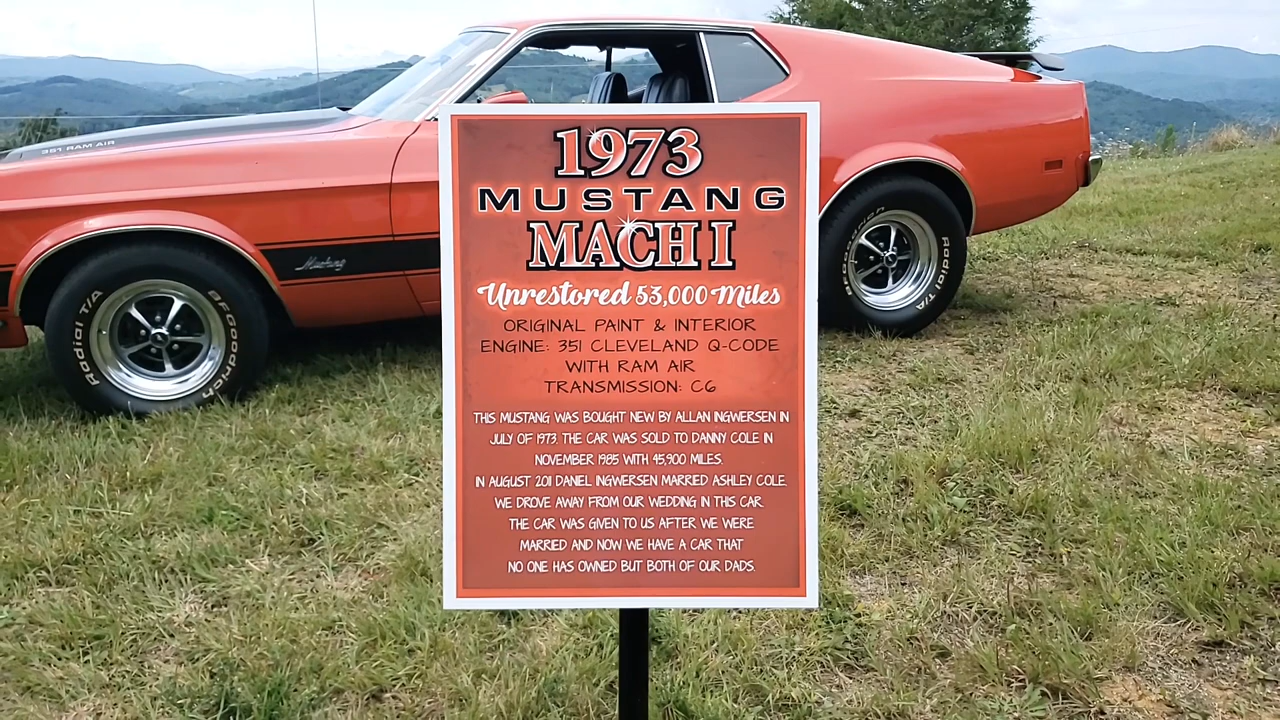 351 RAM AIR
Mustang
Radial T/A
BFGoodrich
BFGoodrich
Radial T/A
1973
MUSTANG
MACH I
Unrestored 53,000 Miles
ORIGINAL PAINT & INTERIOR
ENGINE: 351 CLEVELAND Q-CODE
WITH RAM AIR
TRANSMISSION: C6
THIS MUSTANG WAS BOUGHT NEW BY ALLAN INGWERSEN IN
JULY OF 1973. THE CAR WAS SOLD TO DANNY COLE IN
NOVEMBER 1985 WITH 45,900 MILES.
IN AUGUST 2011 DANIEL INGWERSEN MARRIED ASHLEY COLE.
WE DROVE AWAY FROM OUR WEDDING IN THIS CAR.
THE CAR WAS GIVEN TO US AFTER WE WERE
MARRIED AND NOW WE HAVE A CAR THAT
NO ONE HAS OWNED BUT BOTH OF OUR DADS.